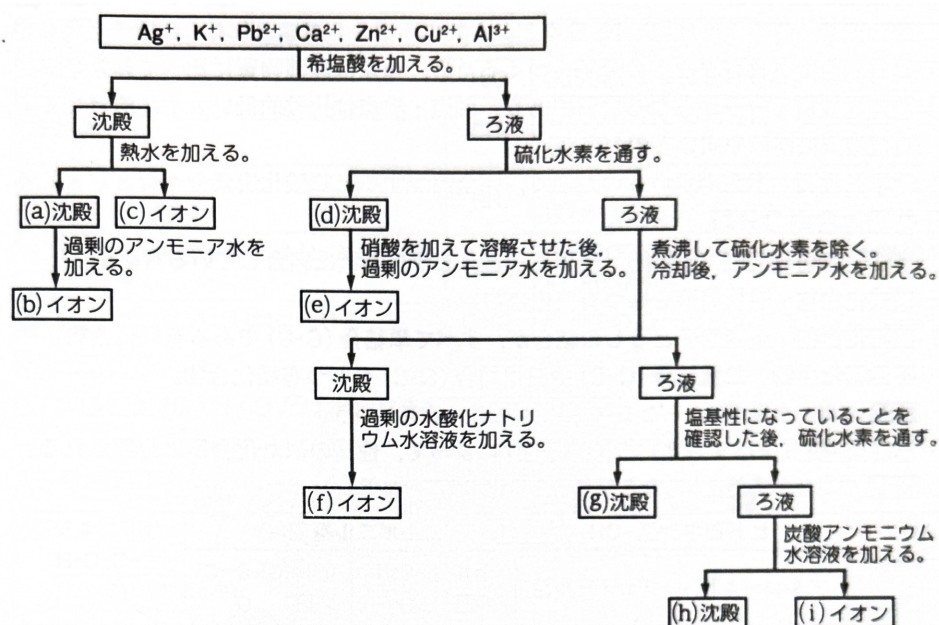 Ag⁺, K⁺, Pb²⁺, Ca²⁺, Zn²⁺, Cu²⁺, Al³⁺
希塩酸を加える。
沈殿
ろ液
熱水を加える。
硫化水素を通す。
(a)沈殿
(c)イオン
(d)沈殿
ろ液
過剰のアンモニア水を
加える。
硝酸を加えて溶解させた後,
過剰のアンモニア水を加える。
煮沸して硫化水素を除く。
冷却後, アンモニア水を加える。
(b)イオン
(e)イオン
沈殿
ろ液
過剰の水酸化ナトリ
ウム水溶液を加える。
塩基性になっていることを
確認した後, 硫化水素を通す。
(f)イオン
(g)沈殿
ろ液
炭酸アンモニウム
水溶液を加える。
(h)沈殿
(i)イオン